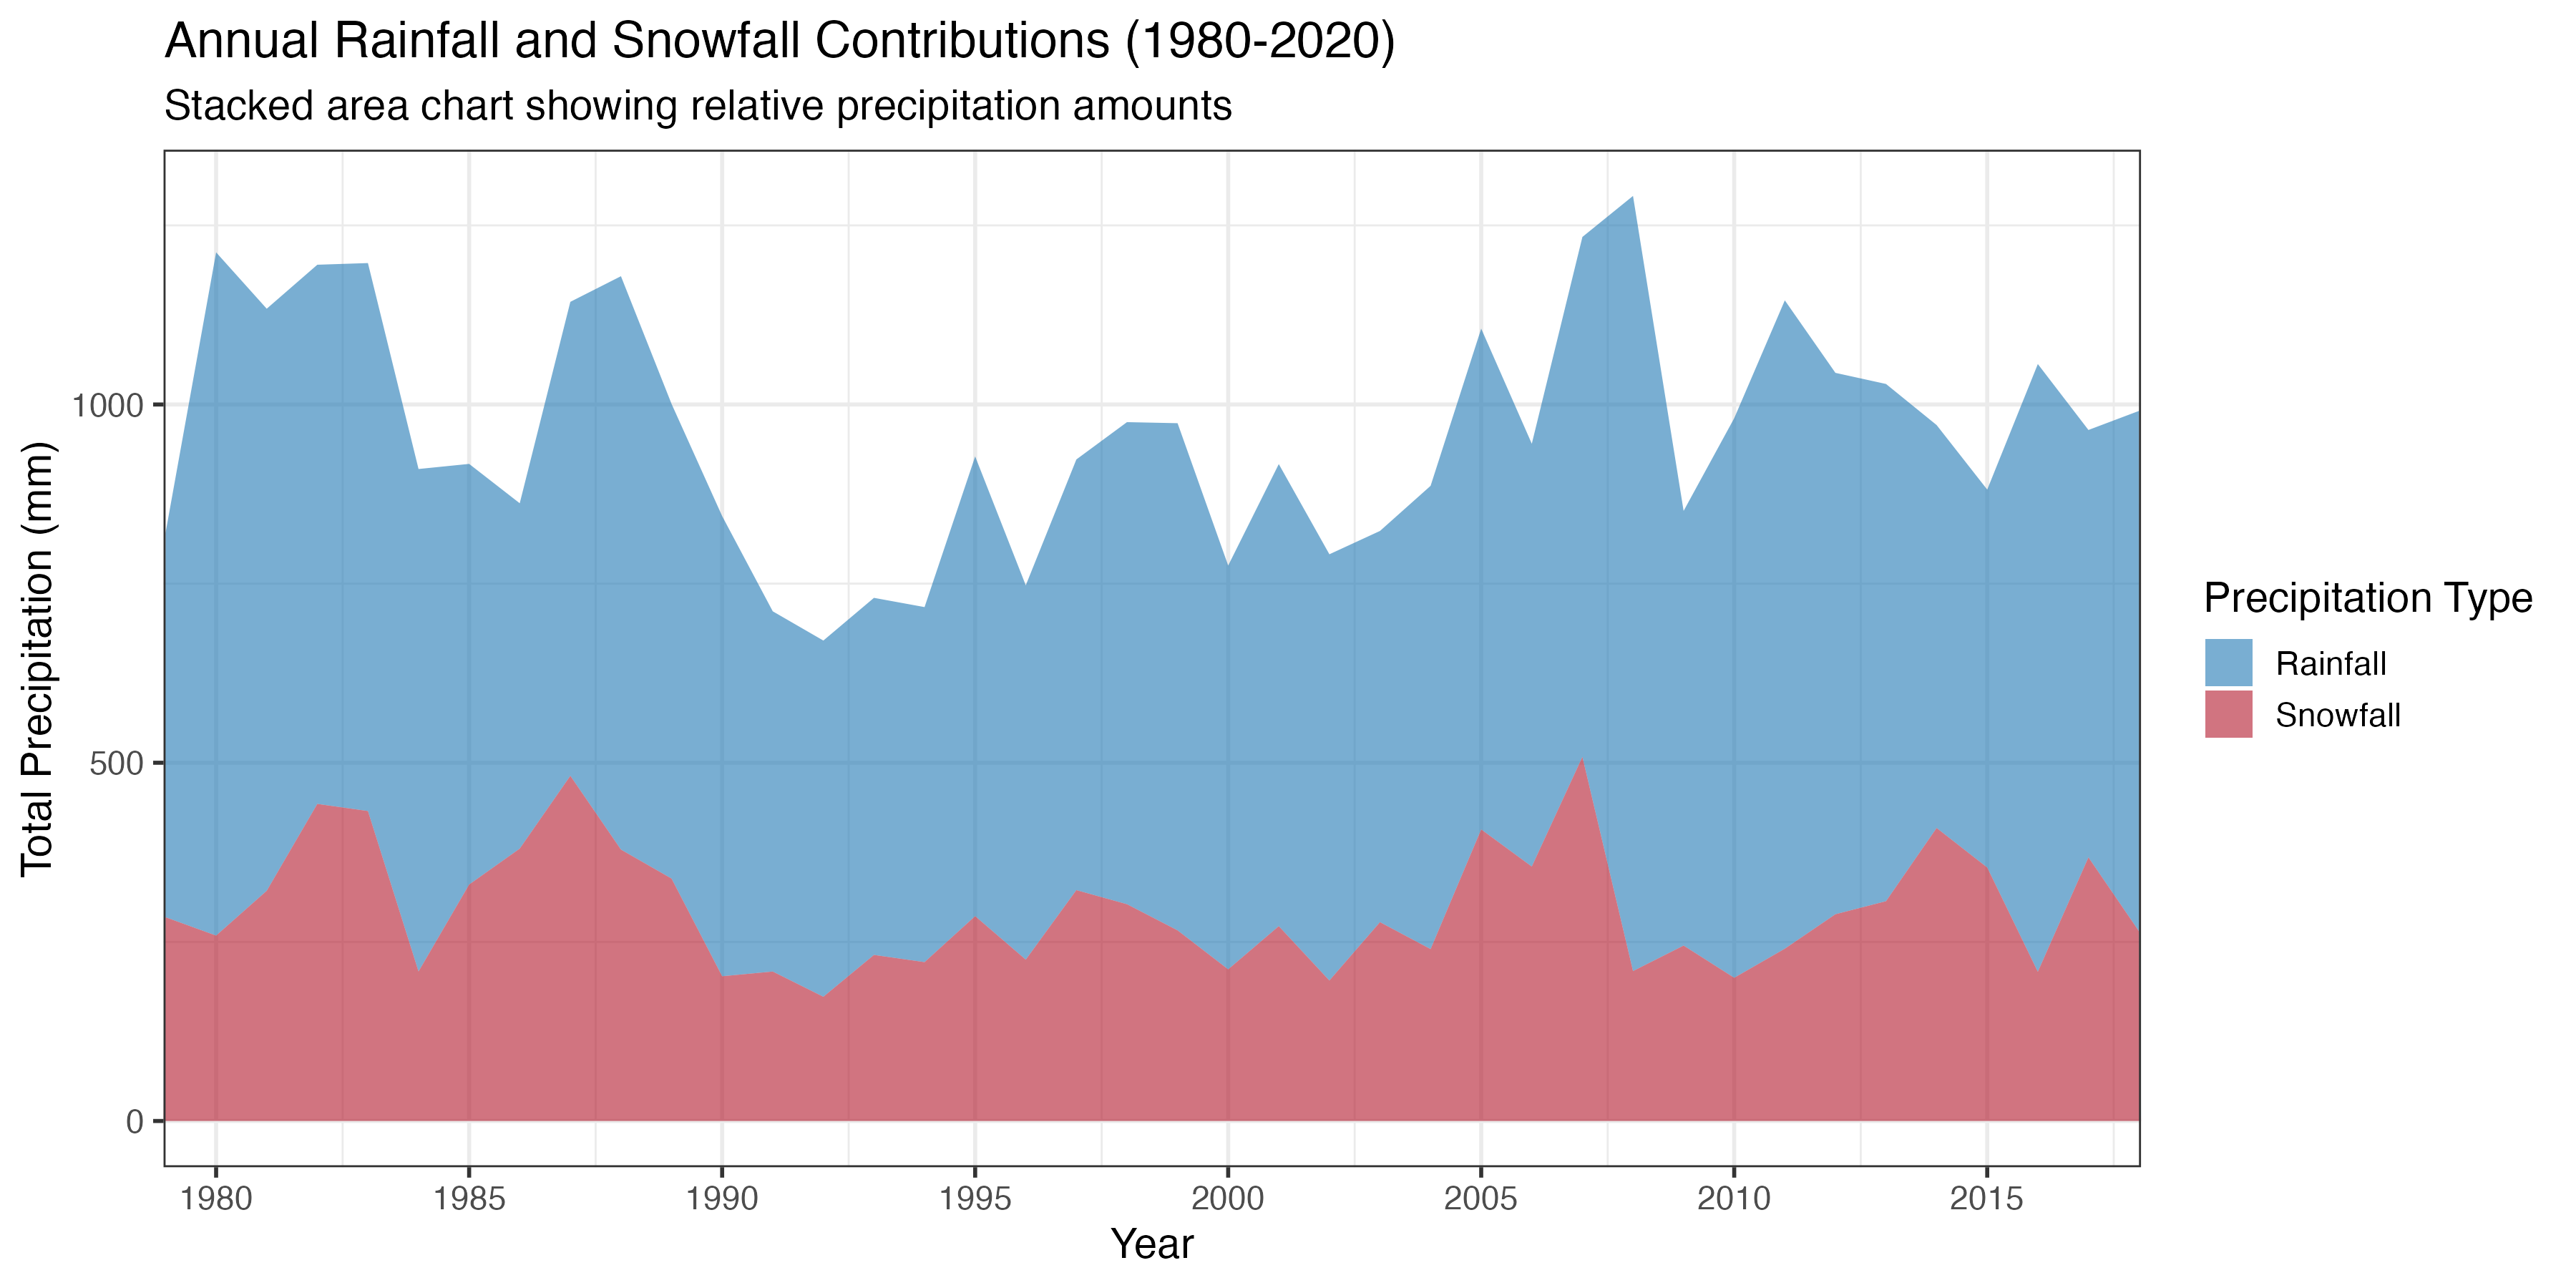 Annual Rainfall and Snowfall Contributions (1980-2020)
Stacked area chart showing relative precipitation amounts
Total Precipitation (mm)
1000
500
0
1980 1985 1990 1995 2000 2005 2010 2015
Year
Precipitation Type
Rainfall
Snowfall